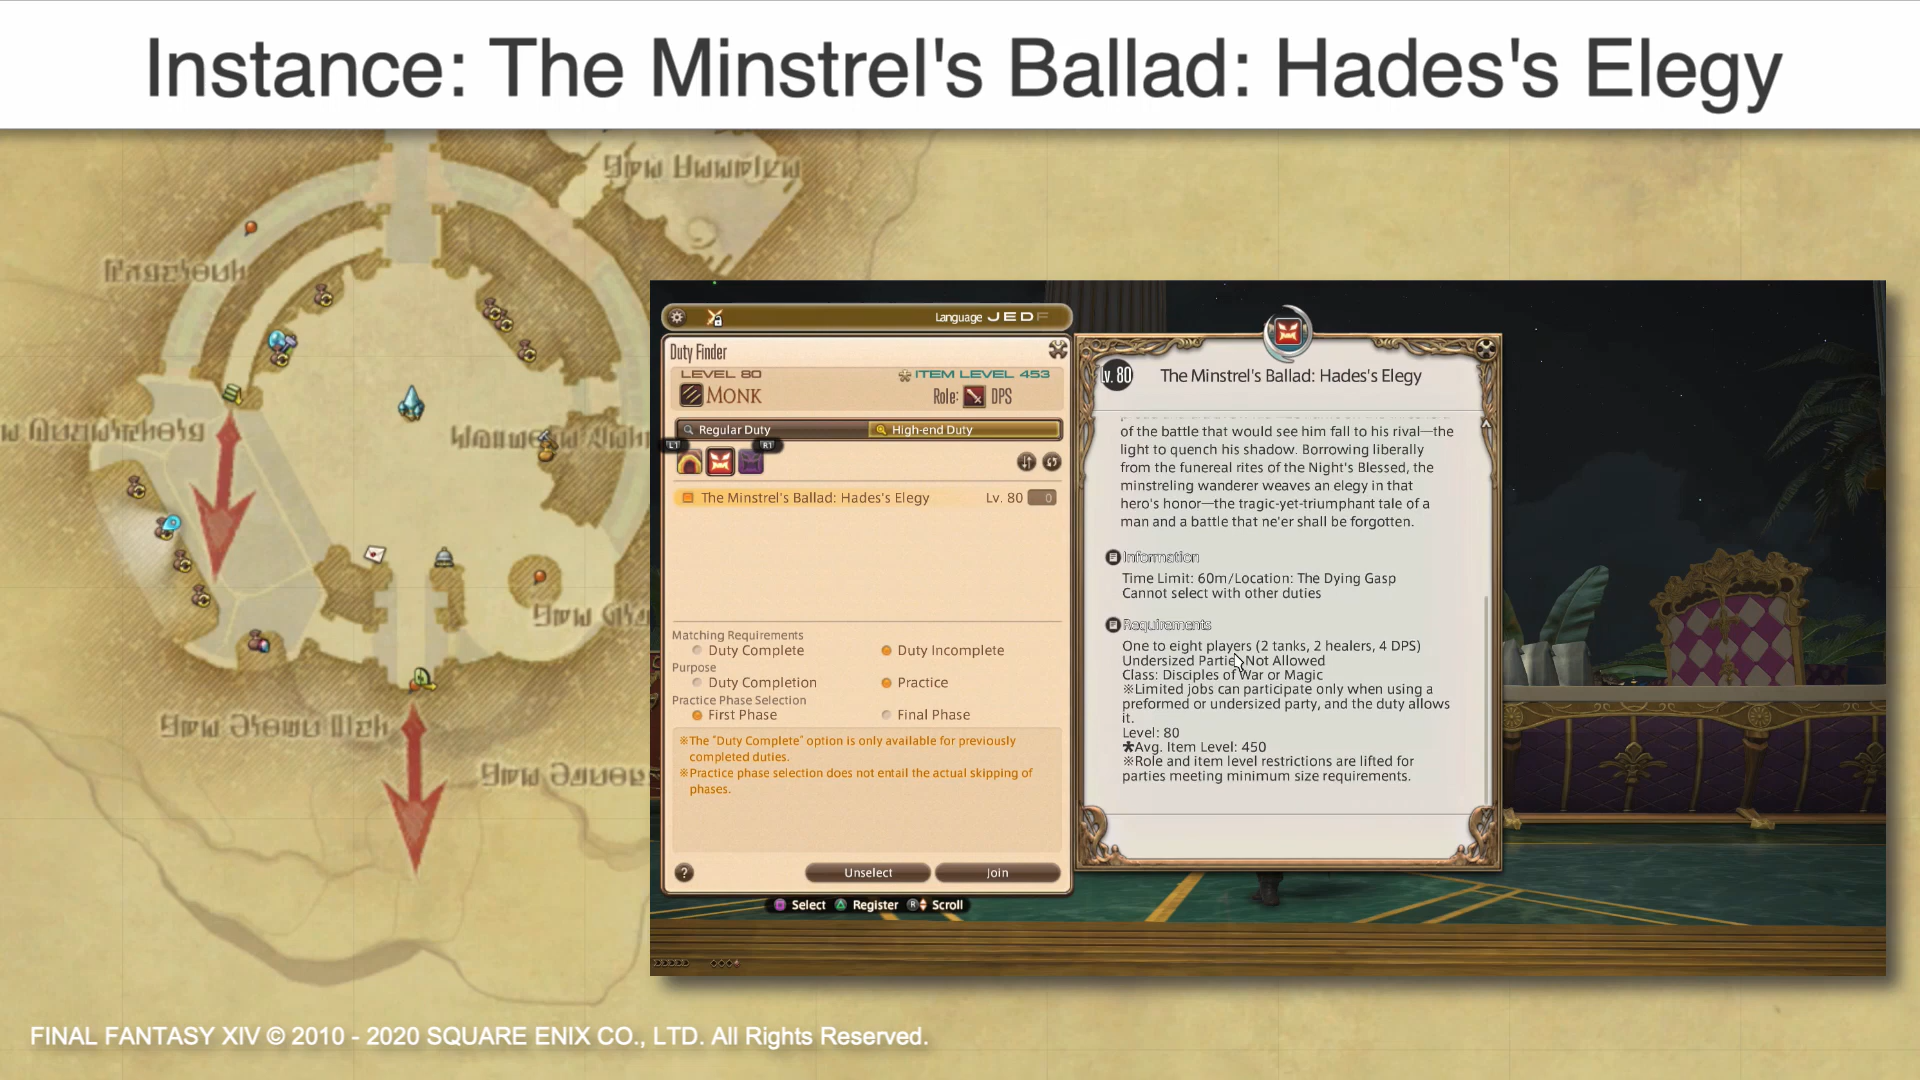 Instance: The Minstrel's Ballad: Hades's Elegy
Language J E D F
Duty Finder
LEVEL 80
ITEM LEVEL 453
MONK
Role: DPS
Regular Duty
High-end Duty
L1
R1
The Minstrel's Ballad: Hades's Elegy Lv. 80 0
Matching Requirements
Duty Complete
Duty Incomplete
Purpose
Duty Completion
Practice
Practice Phase Selection
First Phase
Final Phase
※The "Duty Complete" option is only available for previously
completed duties.
※Practice phase selection does not entail the actual skipping of
phases.
?
Unselect
Join
Select
Register
R
Scroll
Lv. 80
The Minstrel's Ballad: Hades's Elegy
of the battle that would see him fall to his rival—the
light to quench his shadow. Borrowing liberally
from the funereal rites of the Night's Blessed, the
minstreling wanderer weaves an elegy in that
hero's honor—the tragic-yet-triumphant tale of a
man and a battle that ne'er shall be forgotten.
Information
Time Limit: 60m/Location: The Dying Gasp
Cannot select with other duties
Requirements
One to eight players (2 tanks, 2 healers, 4 DPS)
Undersized Parties Not Allowed
Class: Disciples of War or Magic
※Limited jobs can participate only when using a
preformed or undersized party, and the duty allows
it.
Level: 80
Avg. Item Level: 450
※Role and item level restrictions are lifted for
parties meeting minimum size requirements.
FINAL FANTASY XIV © 2010 - 2020 SQUARE ENIX CO., LTD. All Rights Reserved.